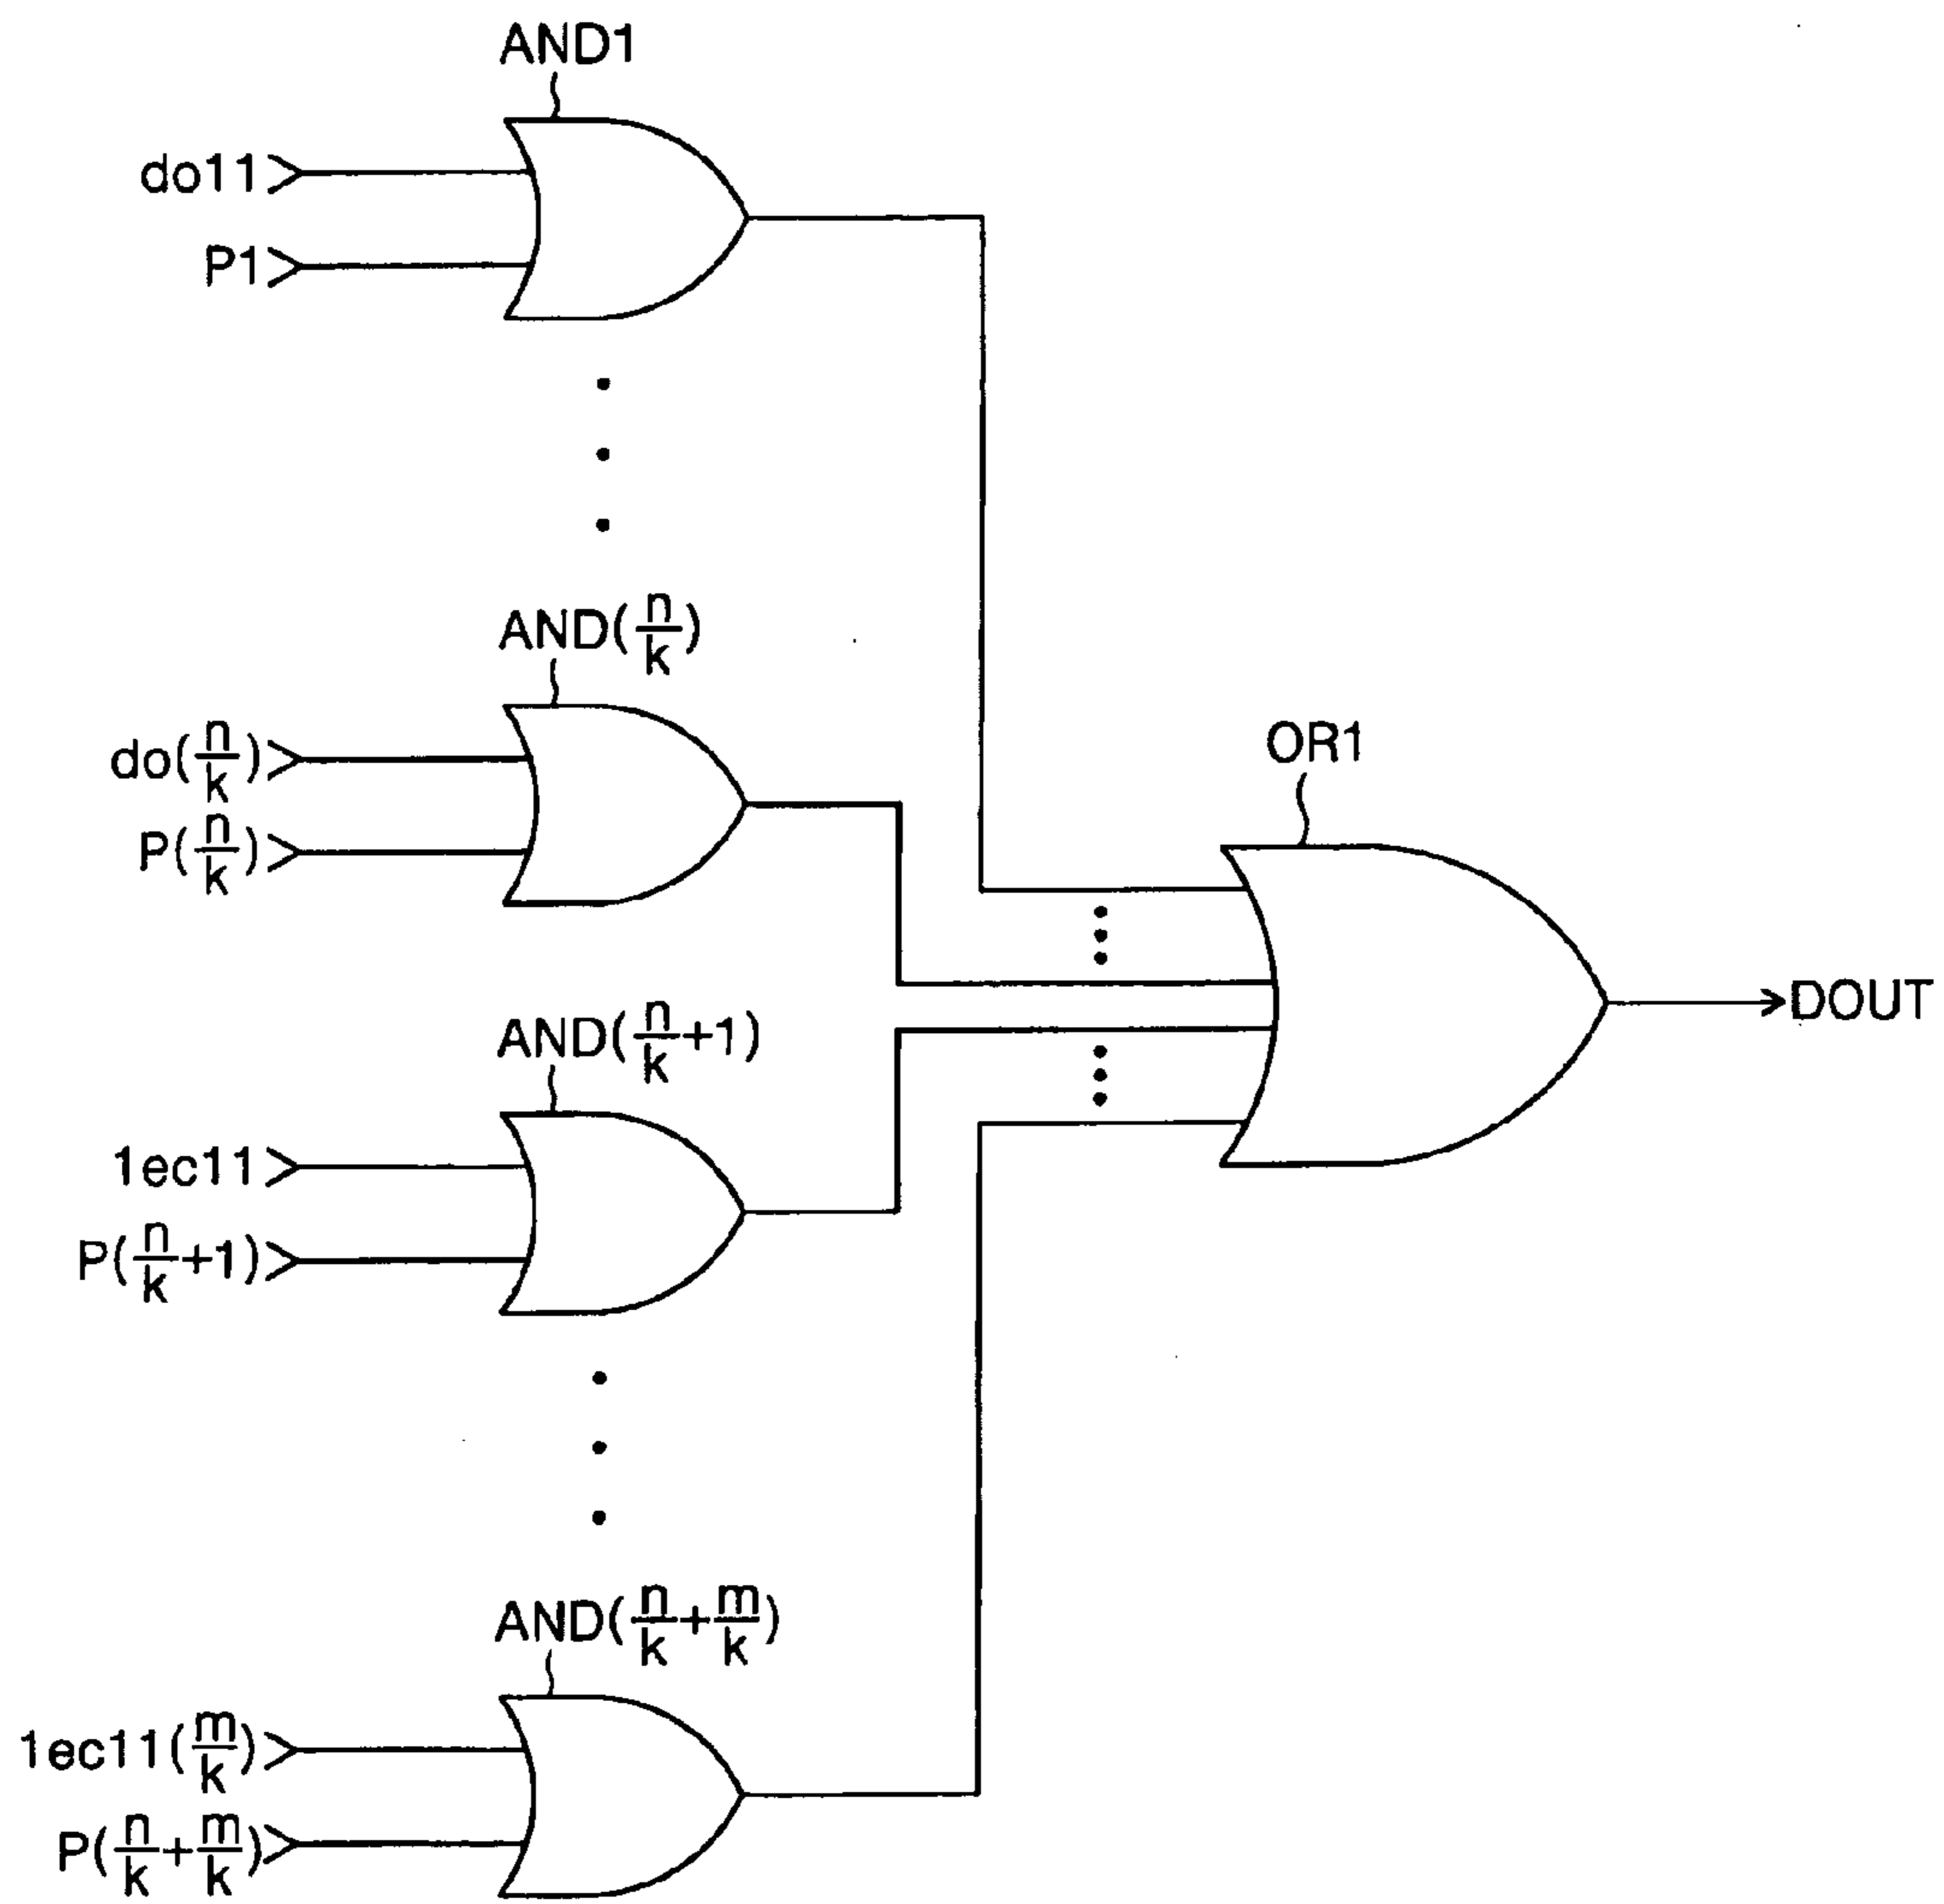 AND1
do11
P1
AND(n/k)
do(n/k)
P(n/k)
OR1
DOUT
AND(n/k+1)
1ec11
P(n/k+1)
AND(n/k+m/k)
1ec11(m/k)
P(n/k+m/k)